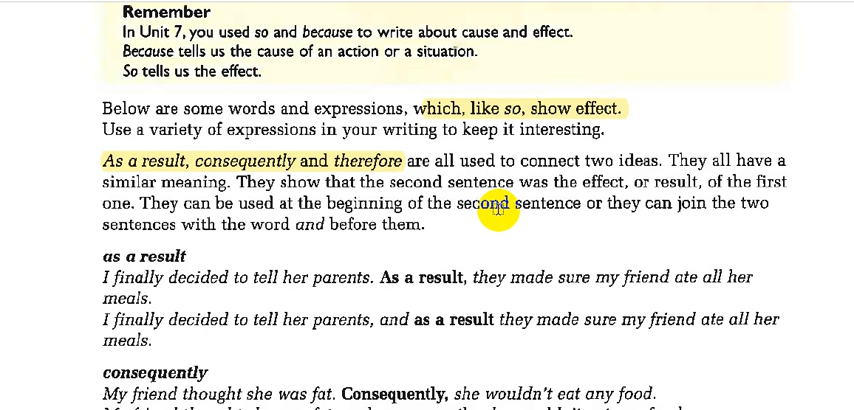 Remember
In Unit 7, you used so and because to write about cause and effect.
Because tells us the cause of an action or a situation.
So tells us the effect.
Below are some words and expressions, which, like so, show effect.
Use a variety of expressions in your writing to keep it interesting.
As a result, consequently and therefore are all used to connect two ideas. They all have a
similar meaning. They show that the second sentence was the effect, or result, of the first
one. They can be used at the beginning of the second sentence or they can join the two
sentences with the word and before them.
as a result
I finally decided to tell her parents. As a result, they made sure my friend ate all her
meals.
I finally decided to tell her parents, and as a result they made sure my friend ate all her
meals.
consequently
My friend thought she was fat. Consequently, she wouldn't eat any food.